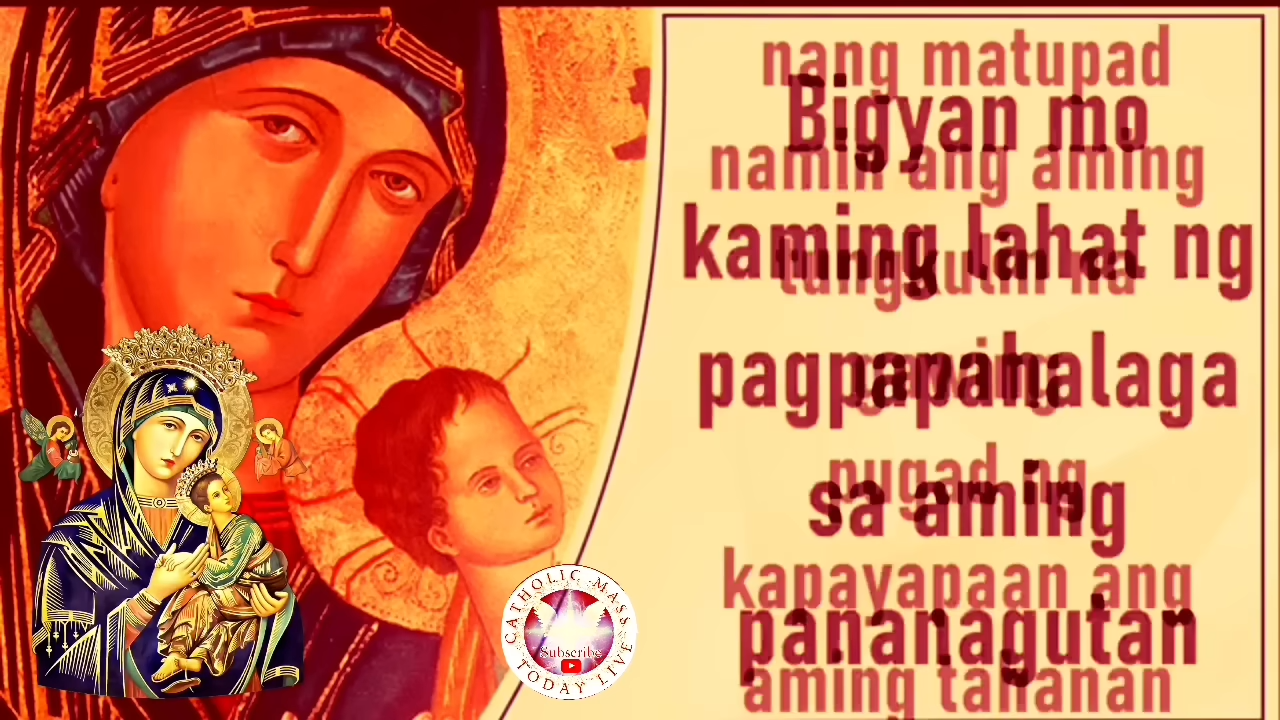 nang matupad
Bigyan mo
namin ang aming
kaming lahat ng
tungkulin na
pagpapahalaga
gawing
pugad ng
sa aming
kapayapaan ang
pananagutan
aming tahanan
CATHOLIC MASS
Subscribe
TODAY LIVE